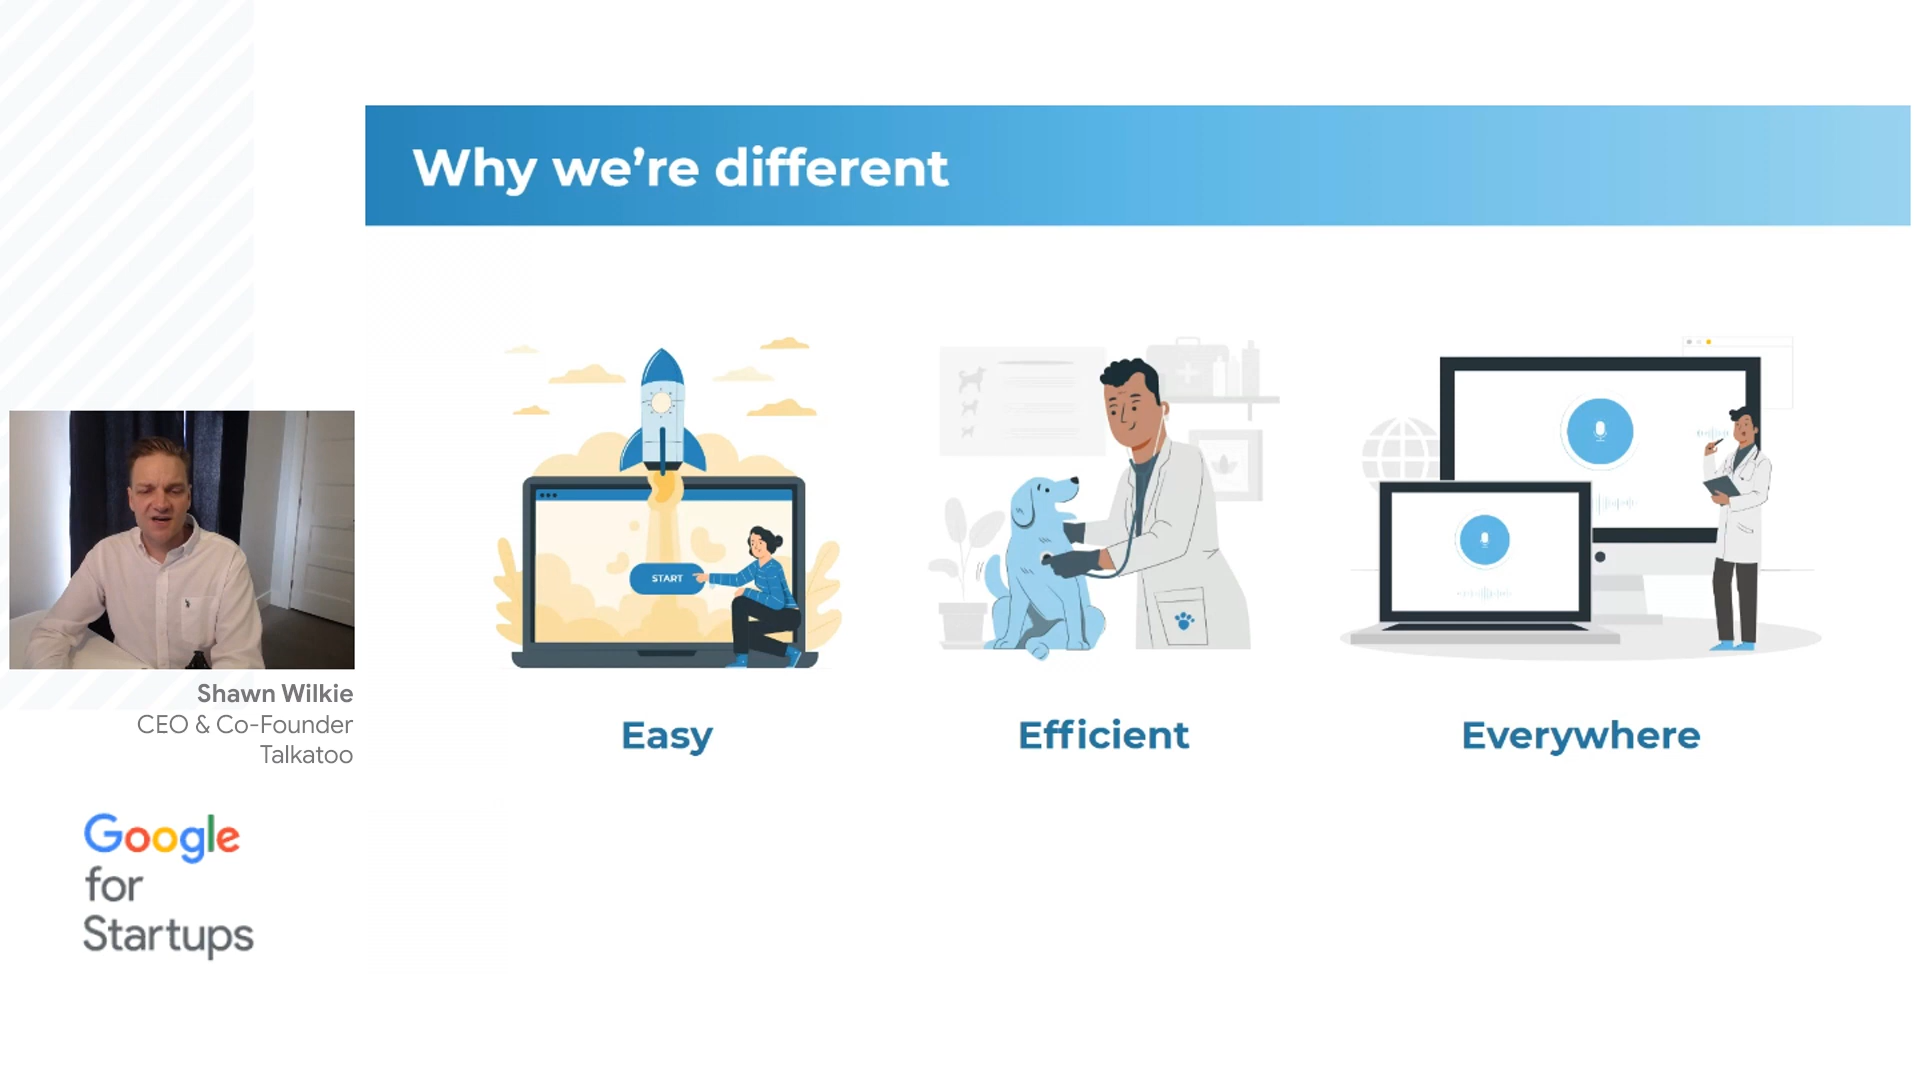 Why we're different
START
Easy
Efficient
Everywhere
Shawn Wilkie
CEO & Co-Founder
Talkatoo
Google
for
Startups